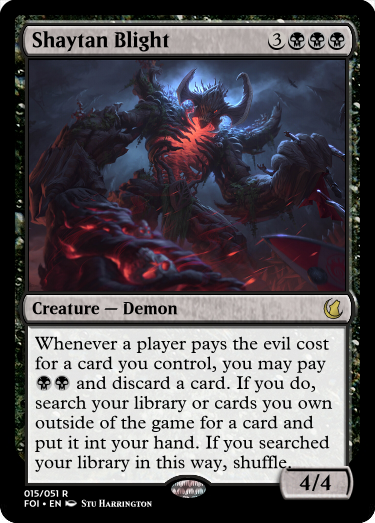 Shaytan Blight 3
Creature — Demon
Whenever a player pays the evil cost
for a card you control, you may pay
and discard a card. If you do,
search your library or cards you own
outside of the game for a card and
put it int your hand. If you searched
your library in this way, shuffle.
4/4
015/051 R
FOI • EN Stu Harrington